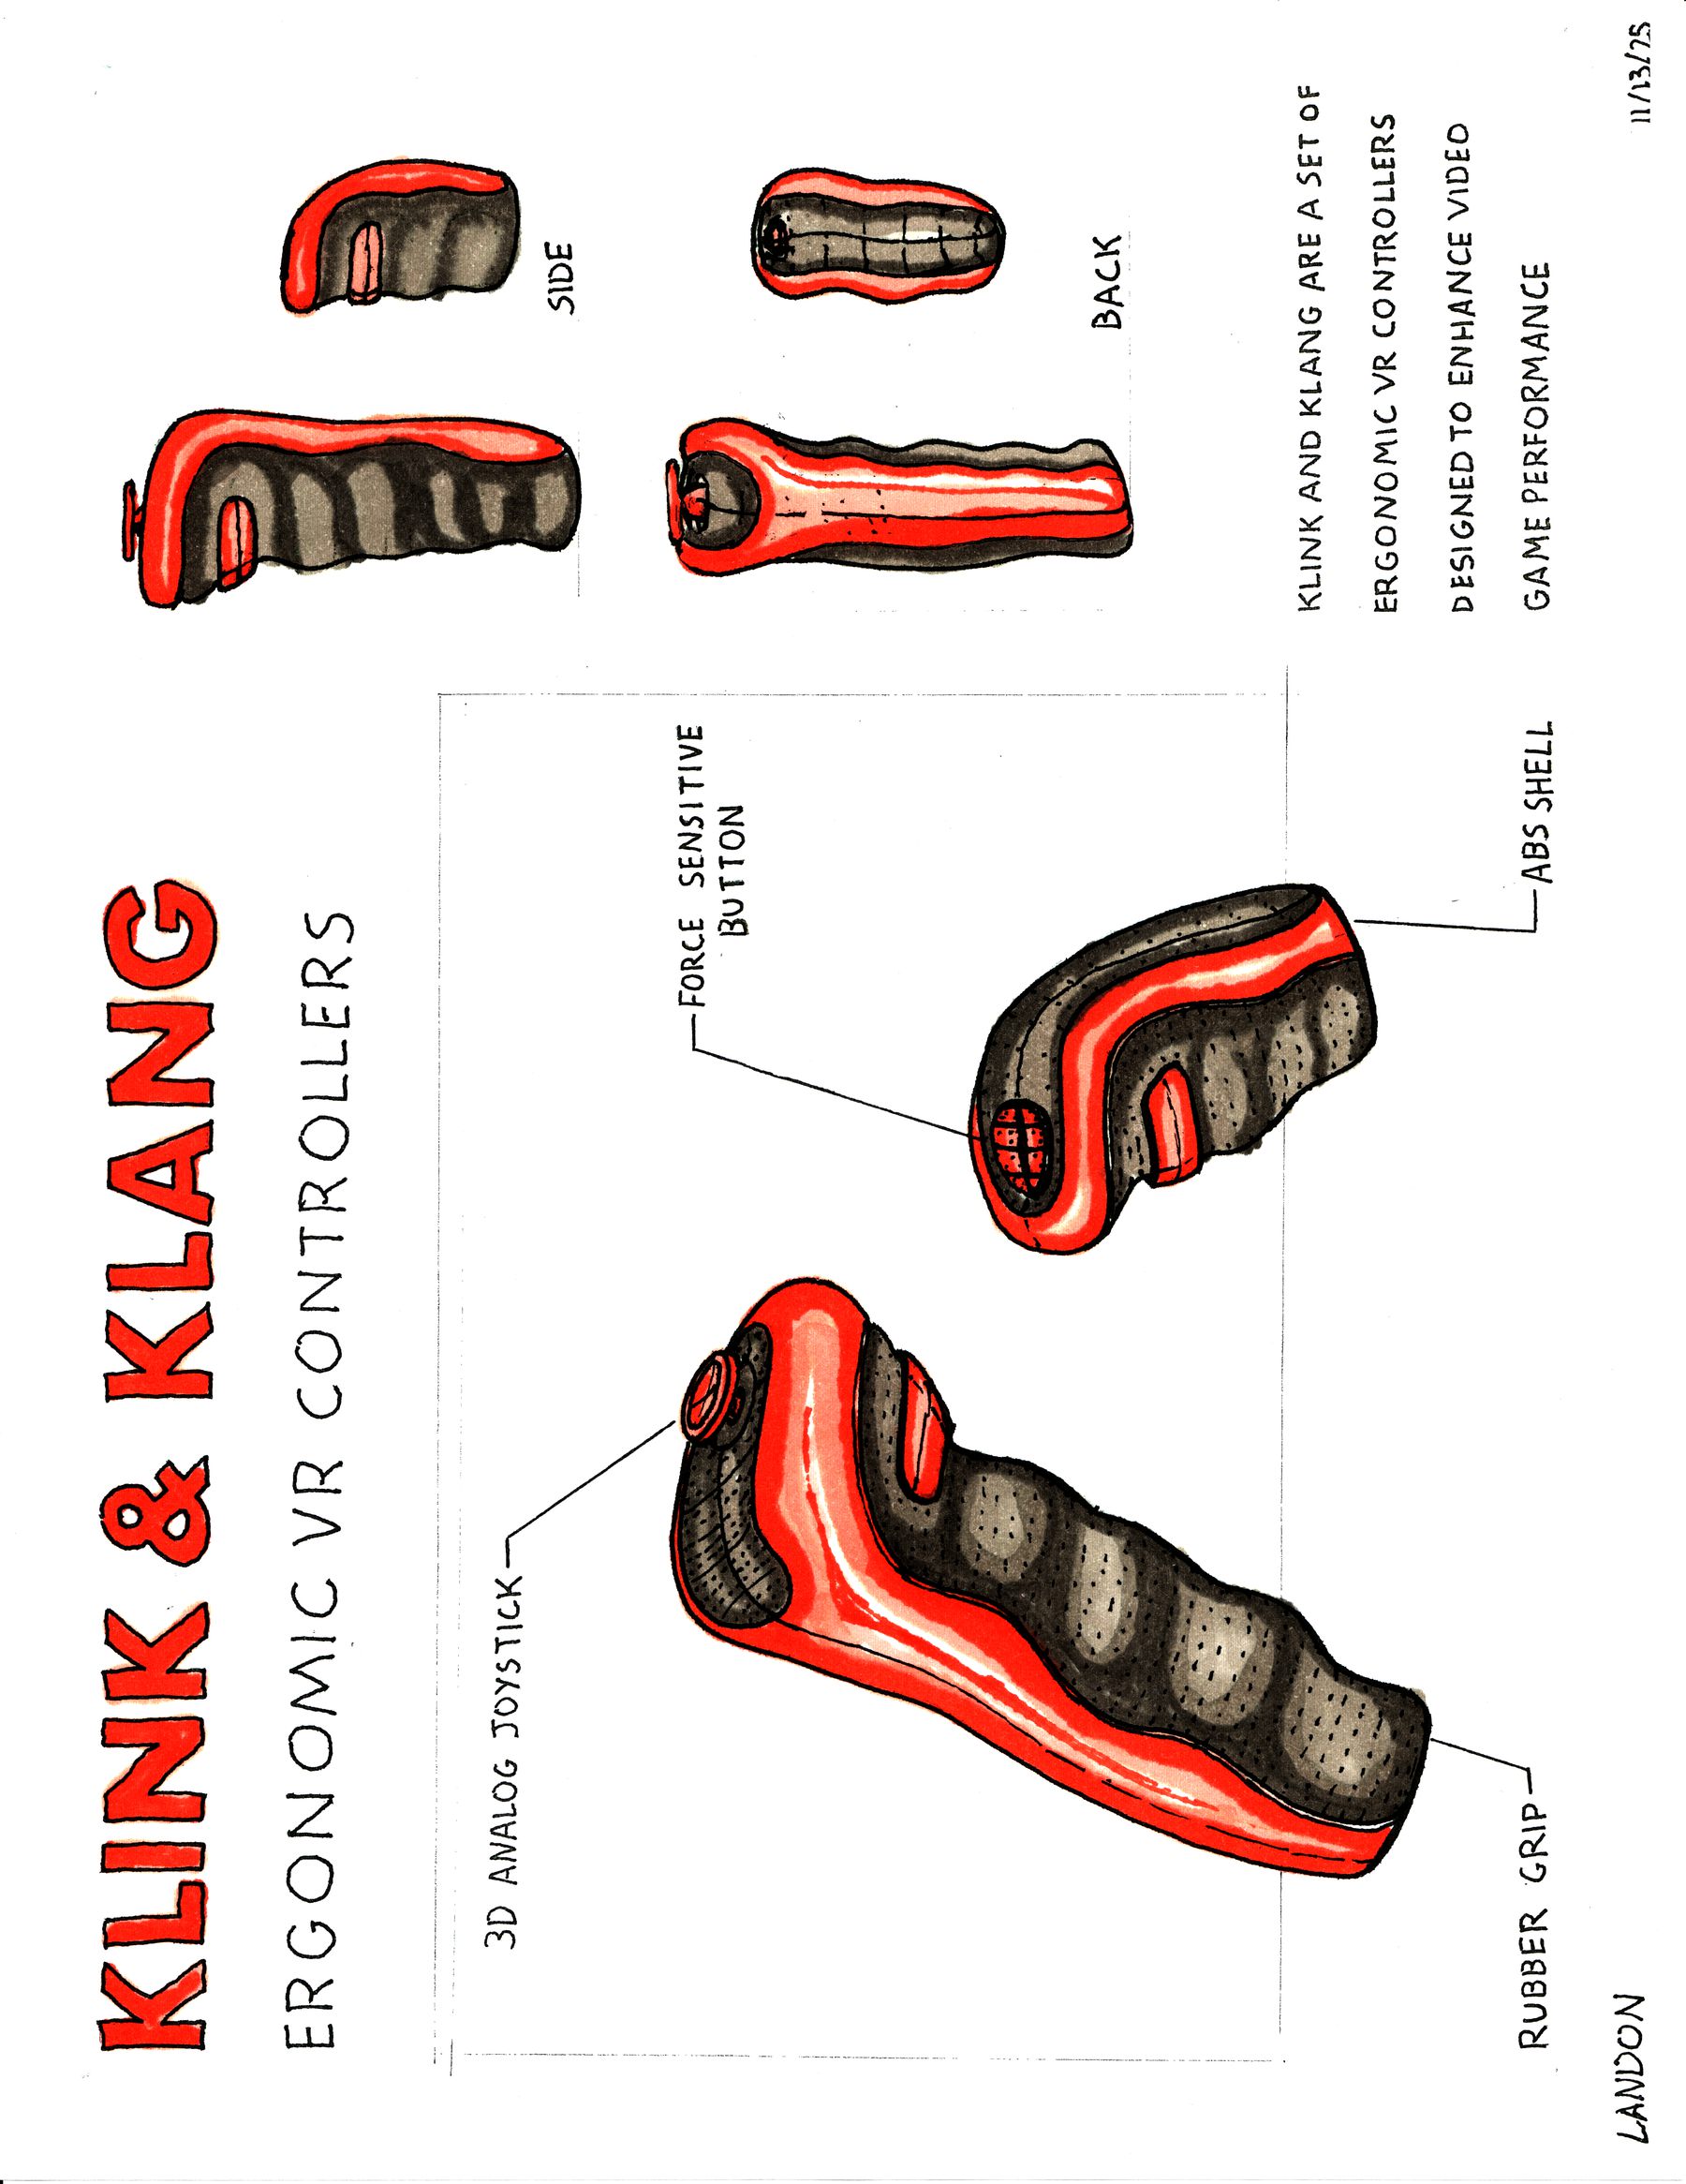 KLINK & KLANG
ERGONOMIC VR CONTROLLERS
3D ANALOG JOYSTICK
FORCE SENSITIVE
BUTTON
RUBBER GRIP
ABS SHELL
SIDE
BACK
KLINK AND KLANG ARE A SET OF
ERGONOMIC VR CONTROLLERS
DESIGNED TO ENHANCE VIDEO
GAME PERFORMANCE
LANDON
11/13/25